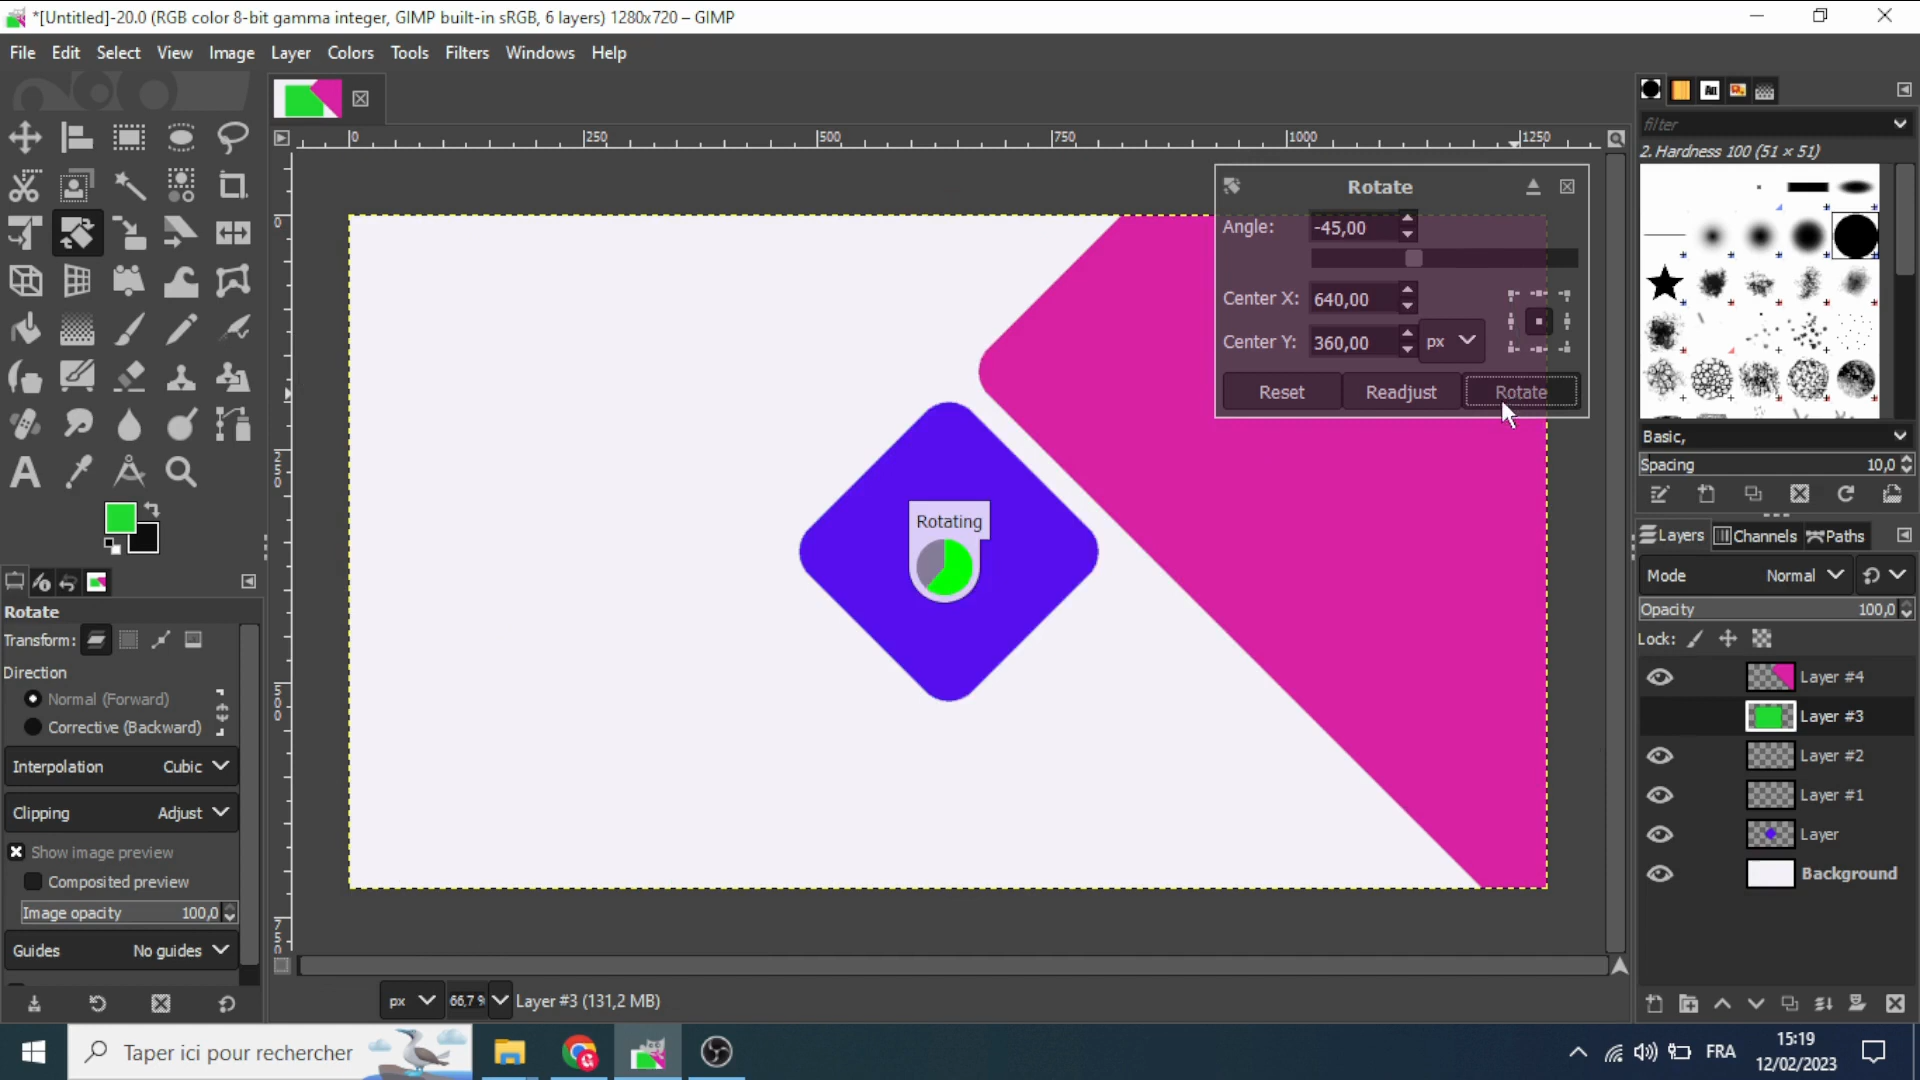 *[Untitled]-20.0 (RGB color 8-bit gamma integer, GIMP built-in sRGB, 6 layers) 1280x720 – GIMP
File Edit Select View Image Layer Colors Tools Filters Windows Help
0 250 500 750 1000 1250
filter
2. Hardness 100 (51 × 51)
Rotate
Angle: -45,00
Center X: 640,00
Center Y: 360,00 px
Reset Readjust Rotate
0
250
500
750
Rotating
Basic,
Spacing 10,0
Layers Channels Paths
Mode Normal
Opacity 100,0
Lock:
Layer #4
Layer #3
Layer #2
Layer #1
Layer
Background
Rotate
Transform:
Direction
Normal (Forward)
Corrective (Backward)
Interpolation Cubic
Clipping Adjust
Show image preview
Composited preview
Image opacity 100,0
Guides No guides
px 66,7 % Layer #3 (131,2 MB)
Taper ici pour rechercher
FRA
15:19
12/02/2023